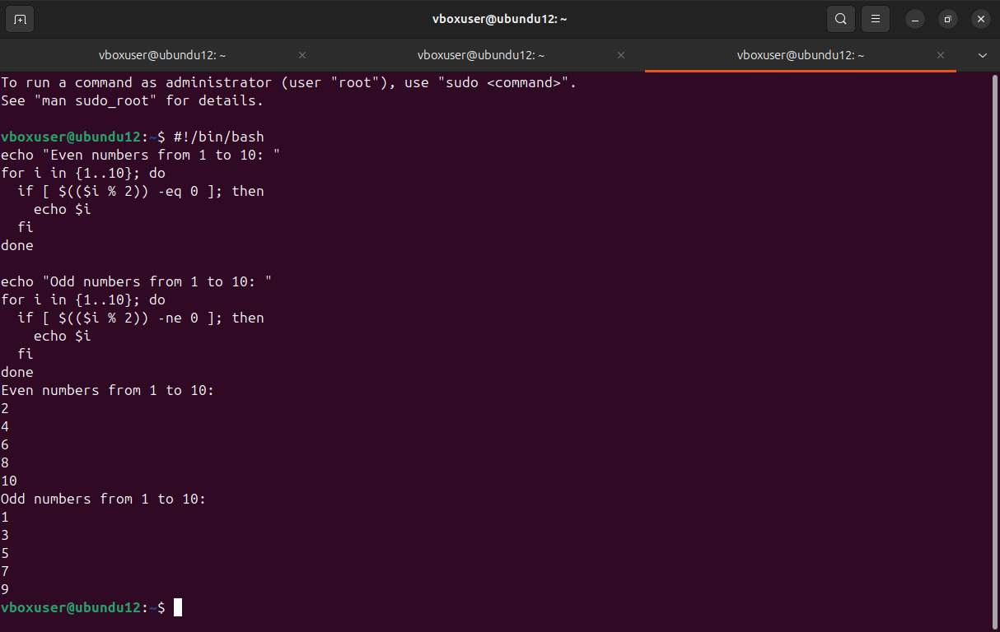 vboxuser@ubundu12: ~
vboxuser@ubundu12: ~
vboxuser@ubundu12: ~
vboxuser@ubundu12: ~
To run a command as administrator (user "root"), use "sudo <command>".
See "man sudo_root" for details.
vboxuser@ubundu12:~$ #!/bin/bash
echo "Even numbers from 1 to 10: "
for i in {1..10}; do
  if [ $(($i % 2)) -eq 0 ]; then
    echo $i
  fi
done
echo "Odd numbers from 1 to 10: "
for i in {1..10}; do
  if [ $(($i % 2)) -ne 0 ]; then
    echo $i
  fi
done
Even numbers from 1 to 10:
2
4
6
8
10
Odd numbers from 1 to 10:
1
3
5
7
9
vboxuser@ubundu12:~$